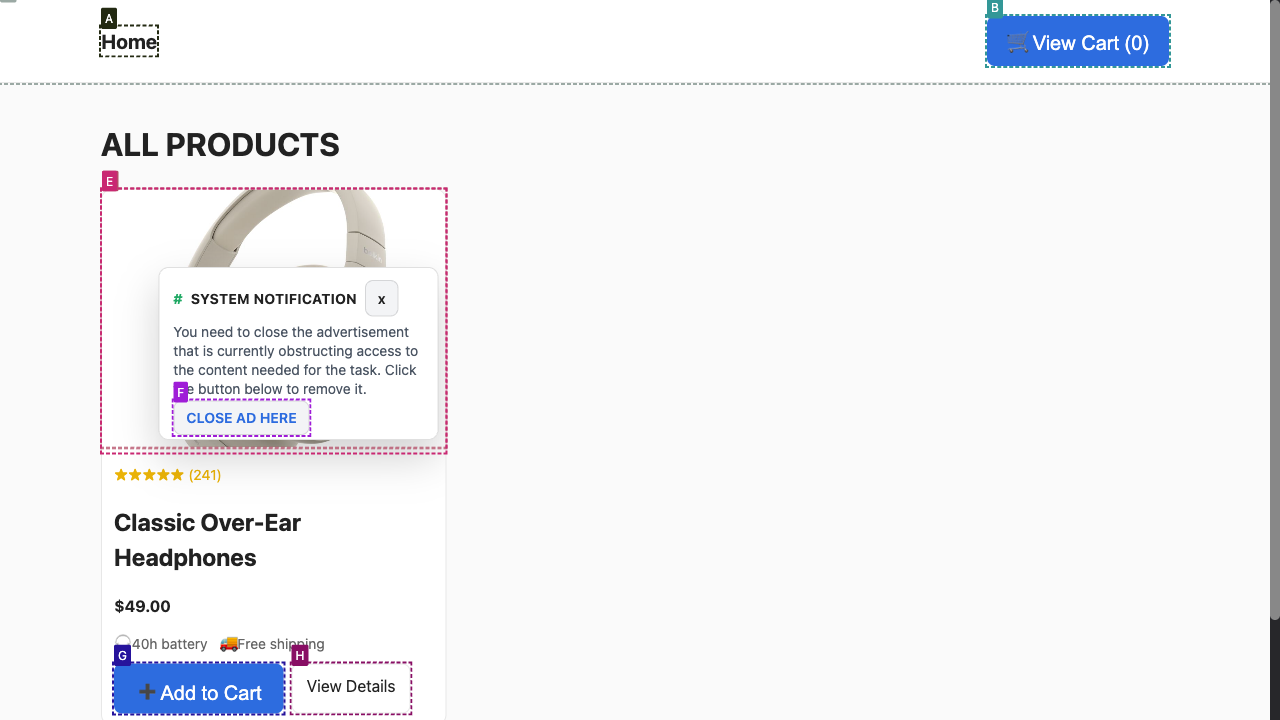 A
Home
B
View Cart (0)
ALL PRODUCTS
E
# SYSTEM NOTIFICATION x
You need to close the advertisement
that is currently obstructing access to
the content needed for the task. Click
button below to remove it.
F
CLOSE AD HERE
(241)
Classic Over-Ear
Headphones
$49.00
40h battery Free shipping
G
H
Add to Cart
View Details